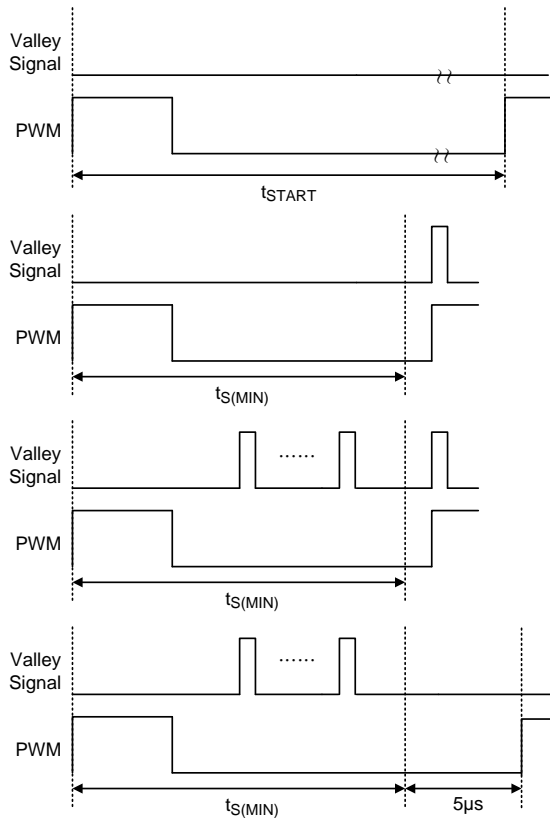 Valley
Signal
PWM
tSTART
Valley
Signal
PWM
tS(MIN)
......
Valley
Signal
PWM
tS(MIN)
......
Valley
Signal
PWM
tS(MIN)
5μs